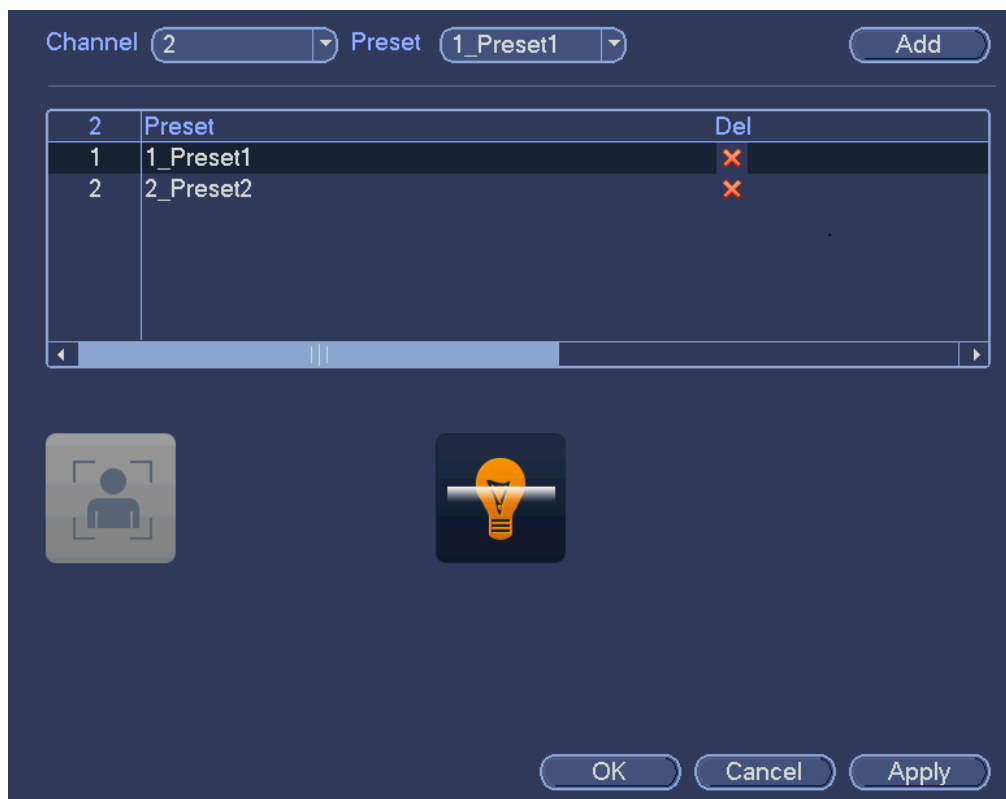 Channel 2 Preset 1_Preset1 Add
2 Preset Del
1 1_Preset1
2 2_Preset2
OK Cancel Apply